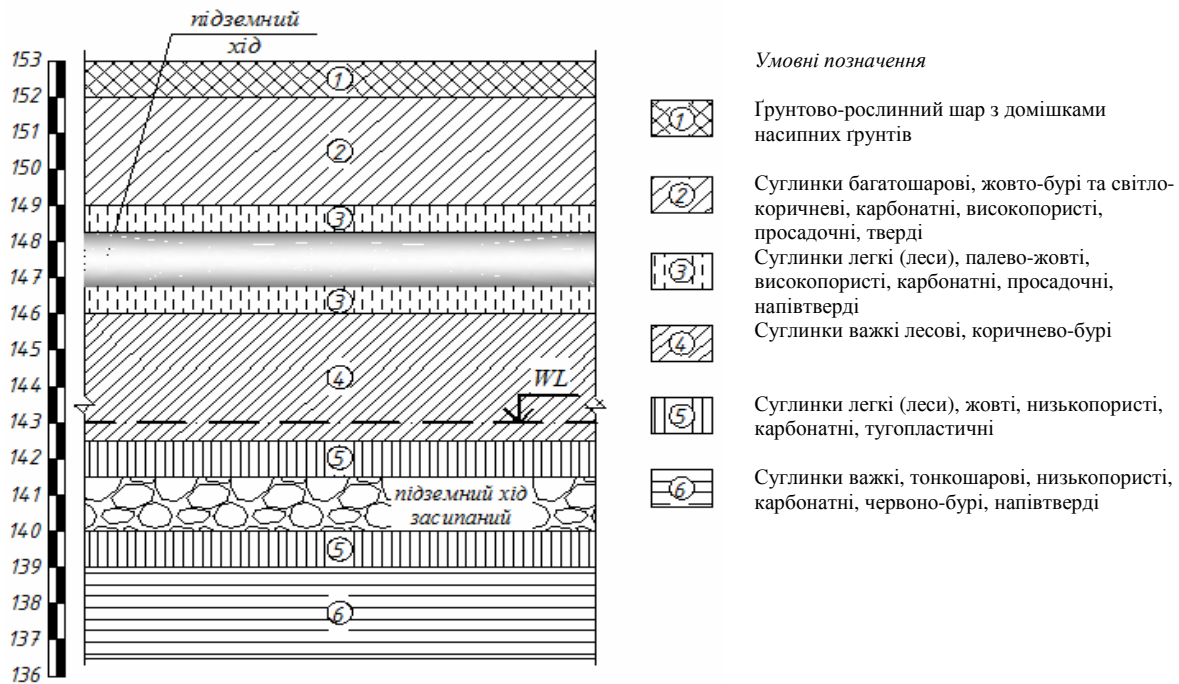 підземний
хід
153
152
151
150
149
148
147
146
145
144
143
142
141
140
139
138
137
136
1
2
3
3
4
WL
5
підземний хід
засипаний
5
6
Умовні позначення
1
Ґрунтово-рослинний шар з домішками
насипних ґрунтів
2
Суглинки багатошарові, жовто-бурі та світло-
коричневі, карбонатні, високопористі,
просадочні, тверді
3
Суглинки легкі (леси), палево-жовті,
високопористі, карбонатні, просадочні,
напівтверді
4
Суглинки важкі лесові, коричнево-бурі
5
Суглинки легкі (леси), жовті, низькопористі,
карбонатні, тугопластичні
6
Суглинки важкі, тонкошарові, низькопористі,
карбонатні, червоно-бурі, напівтверді